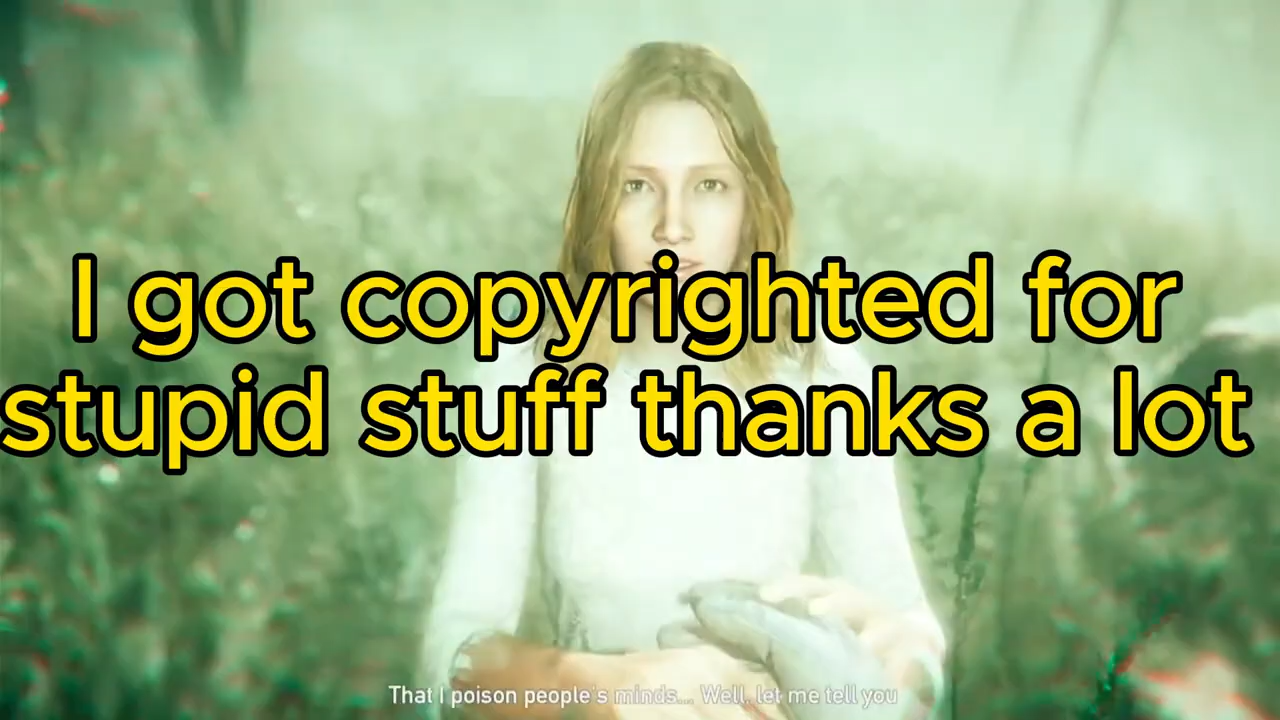 I got copyrighted for
stupid stuff thanks a lot
That I poison people's minds... Well, let me tell you